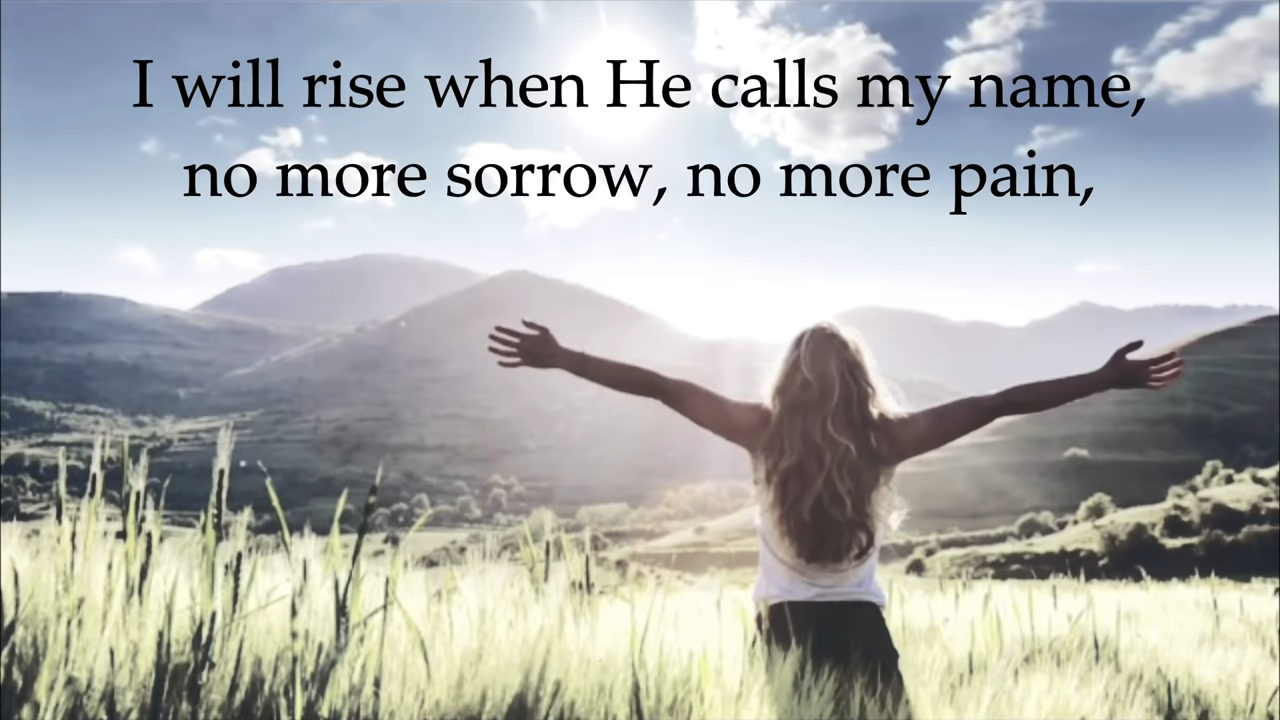 I will rise when He calls my name,
no more sorrow, no more pain,